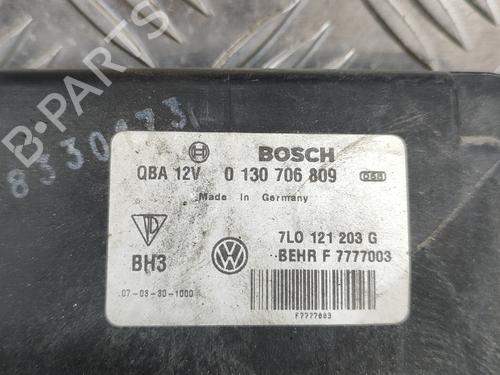 B-PARTS
BOSCH
QBA 12V 0 130 706 809
Made in Germany
7L0 121 203 G
BH3
BEHR F 7777003
07-03-30-1000
F7777003